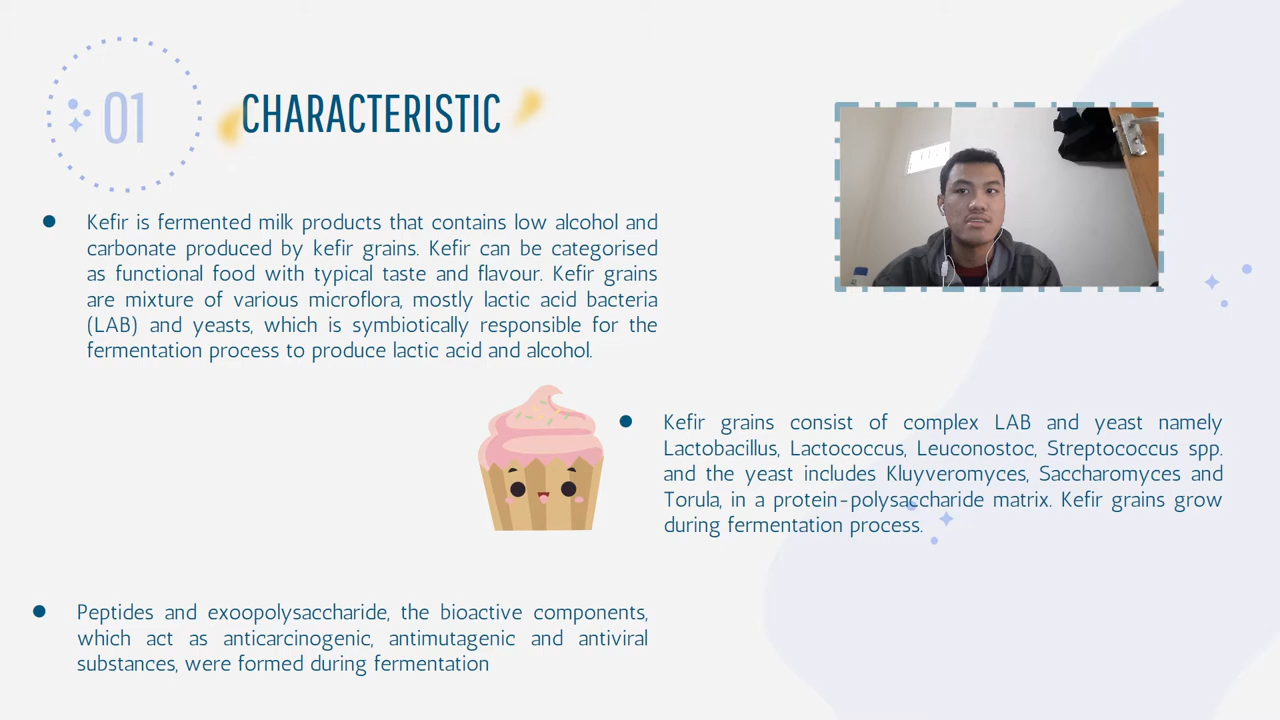 01
CHARACTERISTIC
Kefir is fermented milk products that contains low alcohol and
carbonate produced by kefir grains. Kefir can be categorised
as functional food with typical taste and flavour. Kefir grains
are mixture of various microflora, mostly lactic acid bacteria
(LAB) and yeasts, which is symbiotically responsible for the
fermentation process to produce lactic acid and alcohol.
Kefir grains consist of complex LAB and yeast namely
Lactobacillus, Lactococcus, Leuconostoc, Streptococcus spp.
and the yeast includes Kluyveromyces, Saccharomyces and
Torula, in a protein-polysaccharide matrix. Kefir grains grow
during fermentation process.
Peptides and exoopolysaccharide, the bioactive components,
which act as anticarcinogenic, antimutagenic and antiviral
substances, were formed during fermentation